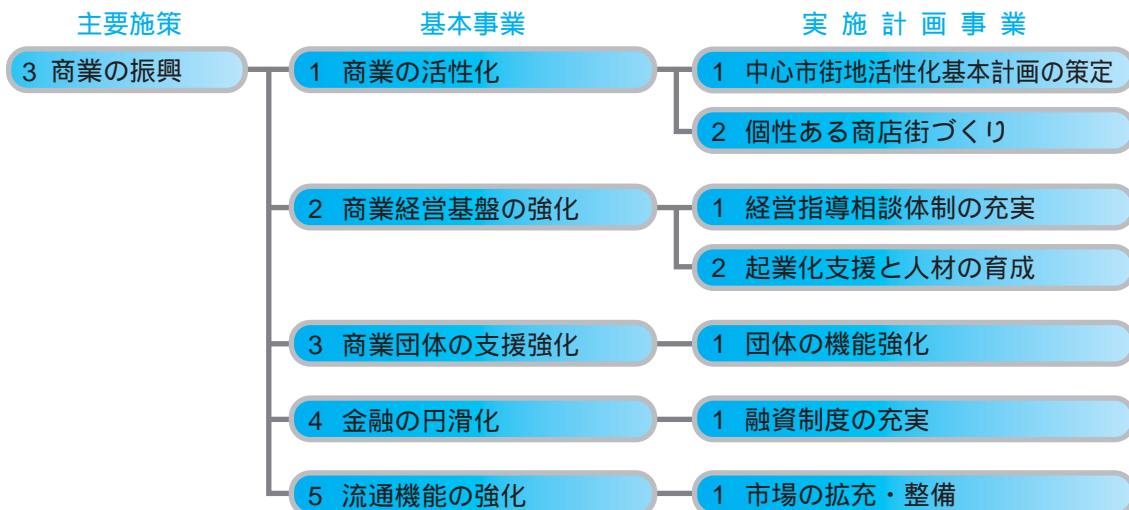 主要施策 基本事業 実施計画事業
3 商業の振興 1 商業の活性化 1 中心市街地活性化基本計画の策定
2 個性ある商店街づくり
2 商業経営基盤の強化 1 経営指導相談体制の充実
2 起業化支援と人材の育成
3 商業団体の支援強化 1 団体の機能強化
4 金融の円滑化 1 融資制度の充実
5 流通機能の強化 1 市場の拡充・整備